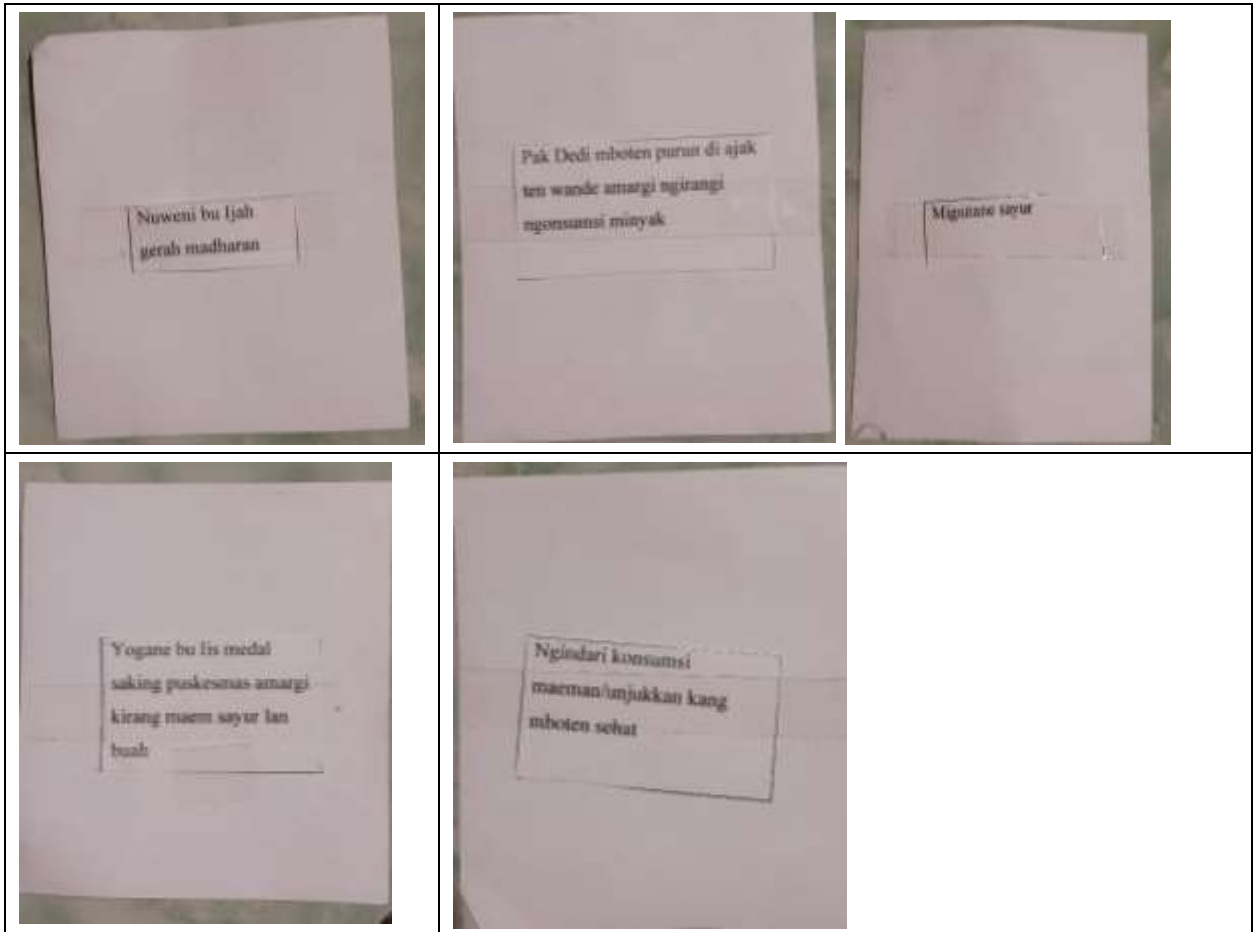 Nuweni bu Ijah
gerah madharan
Pak Dedi mboten purun di ajak
ten wande amargi ngirangi
ngonsumsi minyak
Migunane sayur
Yogane bu Iis medal
saking puskesmas amargi
kirang maem sayur lan
buah
Ngindari konsumsi
maeman/unjukkan kang
mboten sehat